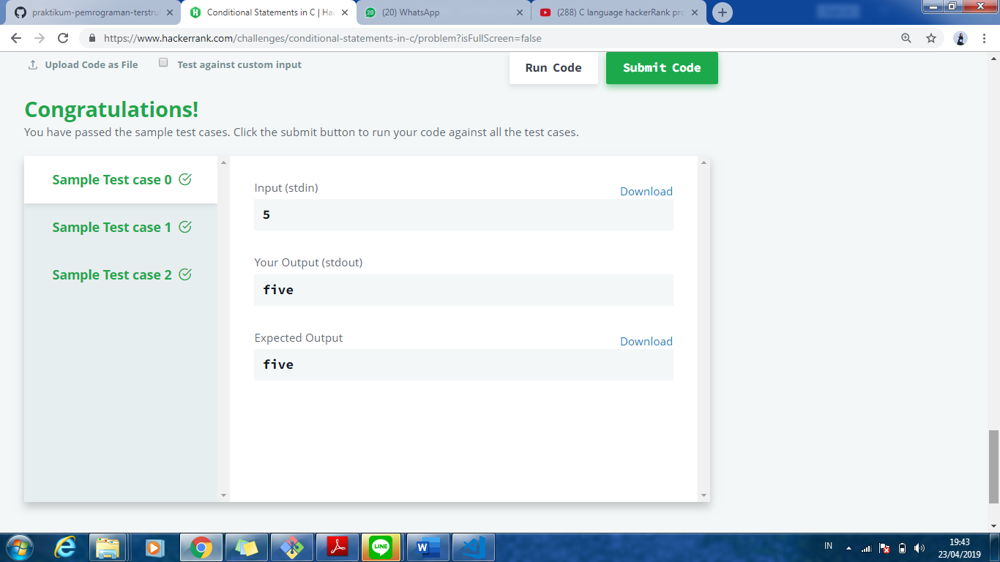 praktikum-pemrograman-terstru
Conditional Statements in C | Hac
(20) WhatsApp
(288) C language hackerRank pro
https://www.hackerrank.com/challenges/conditional-statements-in-c/problem?isFullScreen=false
Upload Code as File
Test against custom input
Run Code
Submit Code
Congratulations!
You have passed the sample test cases. Click the submit button to run your code against all the test cases.
Sample Test case 0
Sample Test case 1
Sample Test case 2
Input (stdin)
Download
5
Your Output (stdout)
five
Expected Output
Download
five
LINE
IN
19:43
23/04/2019